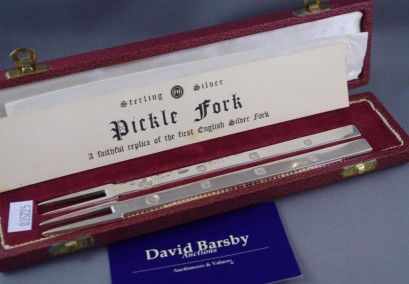 Sterling Silver
Pickle Fork
A faithful replica of the first English Silver Fork
David Barsby
Auctions
Auctioneers & Valuers